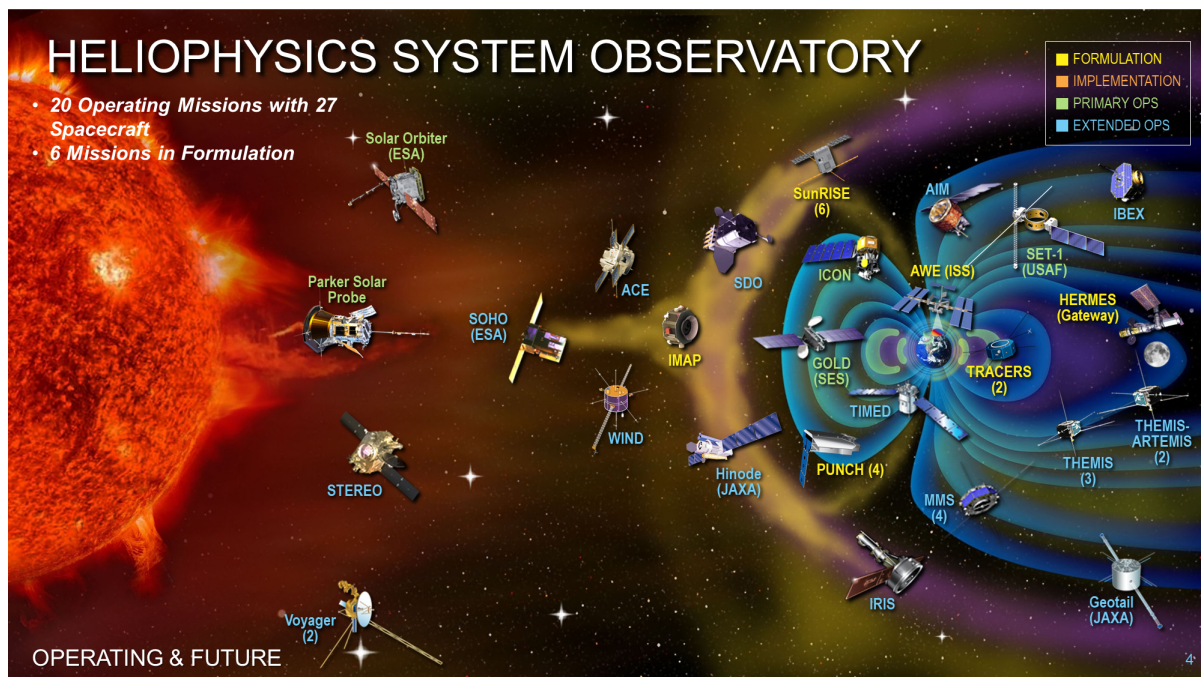 HELIOPHYSICS SYSTEM OBSERVATORY
• 20 Operating Missions with 27
Spacecraft
• 6 Missions in Formulation
FORMULATION
IMPLEMENTATION
PRIMARY OPS
EXTENDED OPS
Solar Orbiter
(ESA)
SunRISE
(6)
AIM
IBEX
SET-1
(USAF)
ACE
SDO
ICON
AWE (ISS)
Parker Solar
Probe
HERMES
(Gateway)
SOHO
(ESA)
IMAP
GOLD
(SES)
TRACERS
(2)
TIMED
WIND
THEMIS-
ARTEMIS
(2)
STEREO
Hinode
(JAXA)
PUNCH (4)
THEMIS
(3)
MMS
(4)
IRIS
Geotail
(JAXA)
Voyager
(2)
OPERATING & FUTURE
4